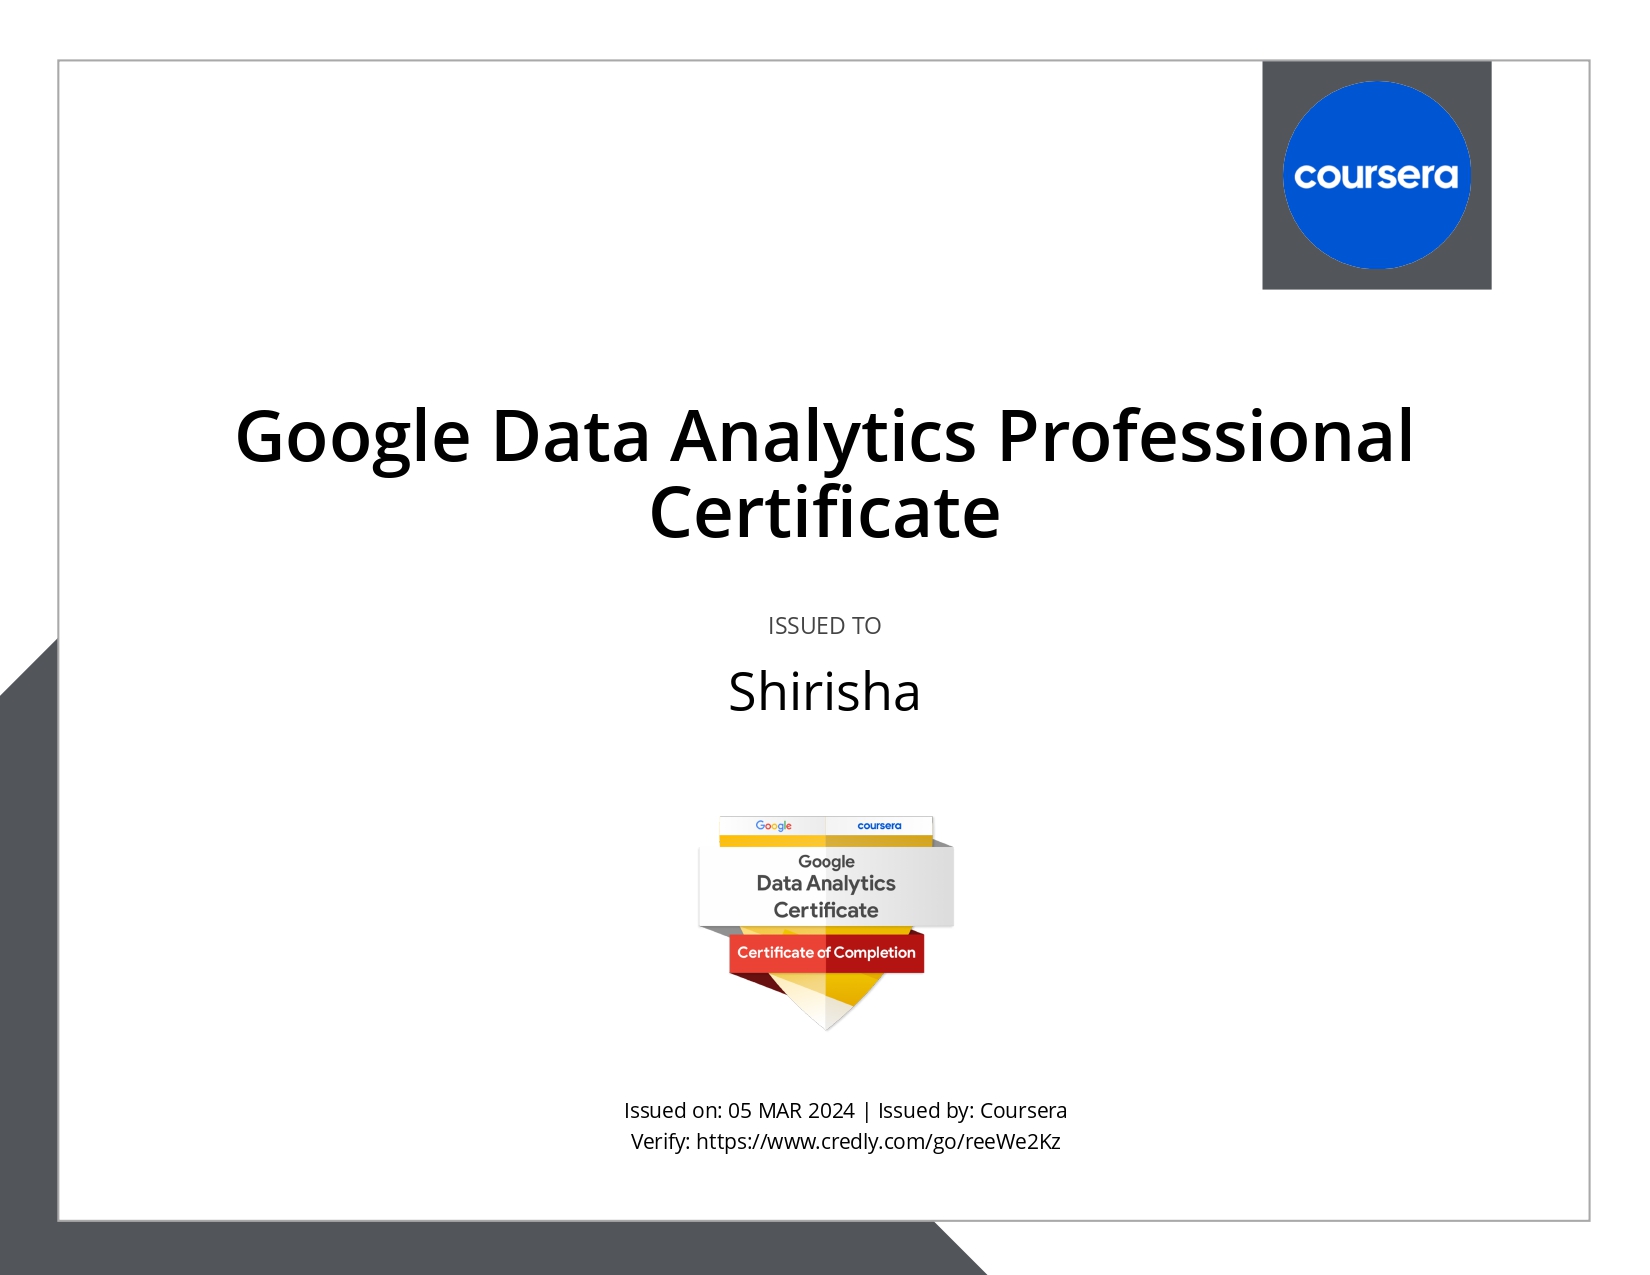 coursera
Google Data Analytics Professional
Certificate
ISSUED TO
Shirisha
Google coursera
Google
Data Analytics
Certificate
Certificate of Completion
Issued on: 05 MAR 2024 | Issued by: Coursera
Verify: https://www.credly.com/go/reeWe2Kz